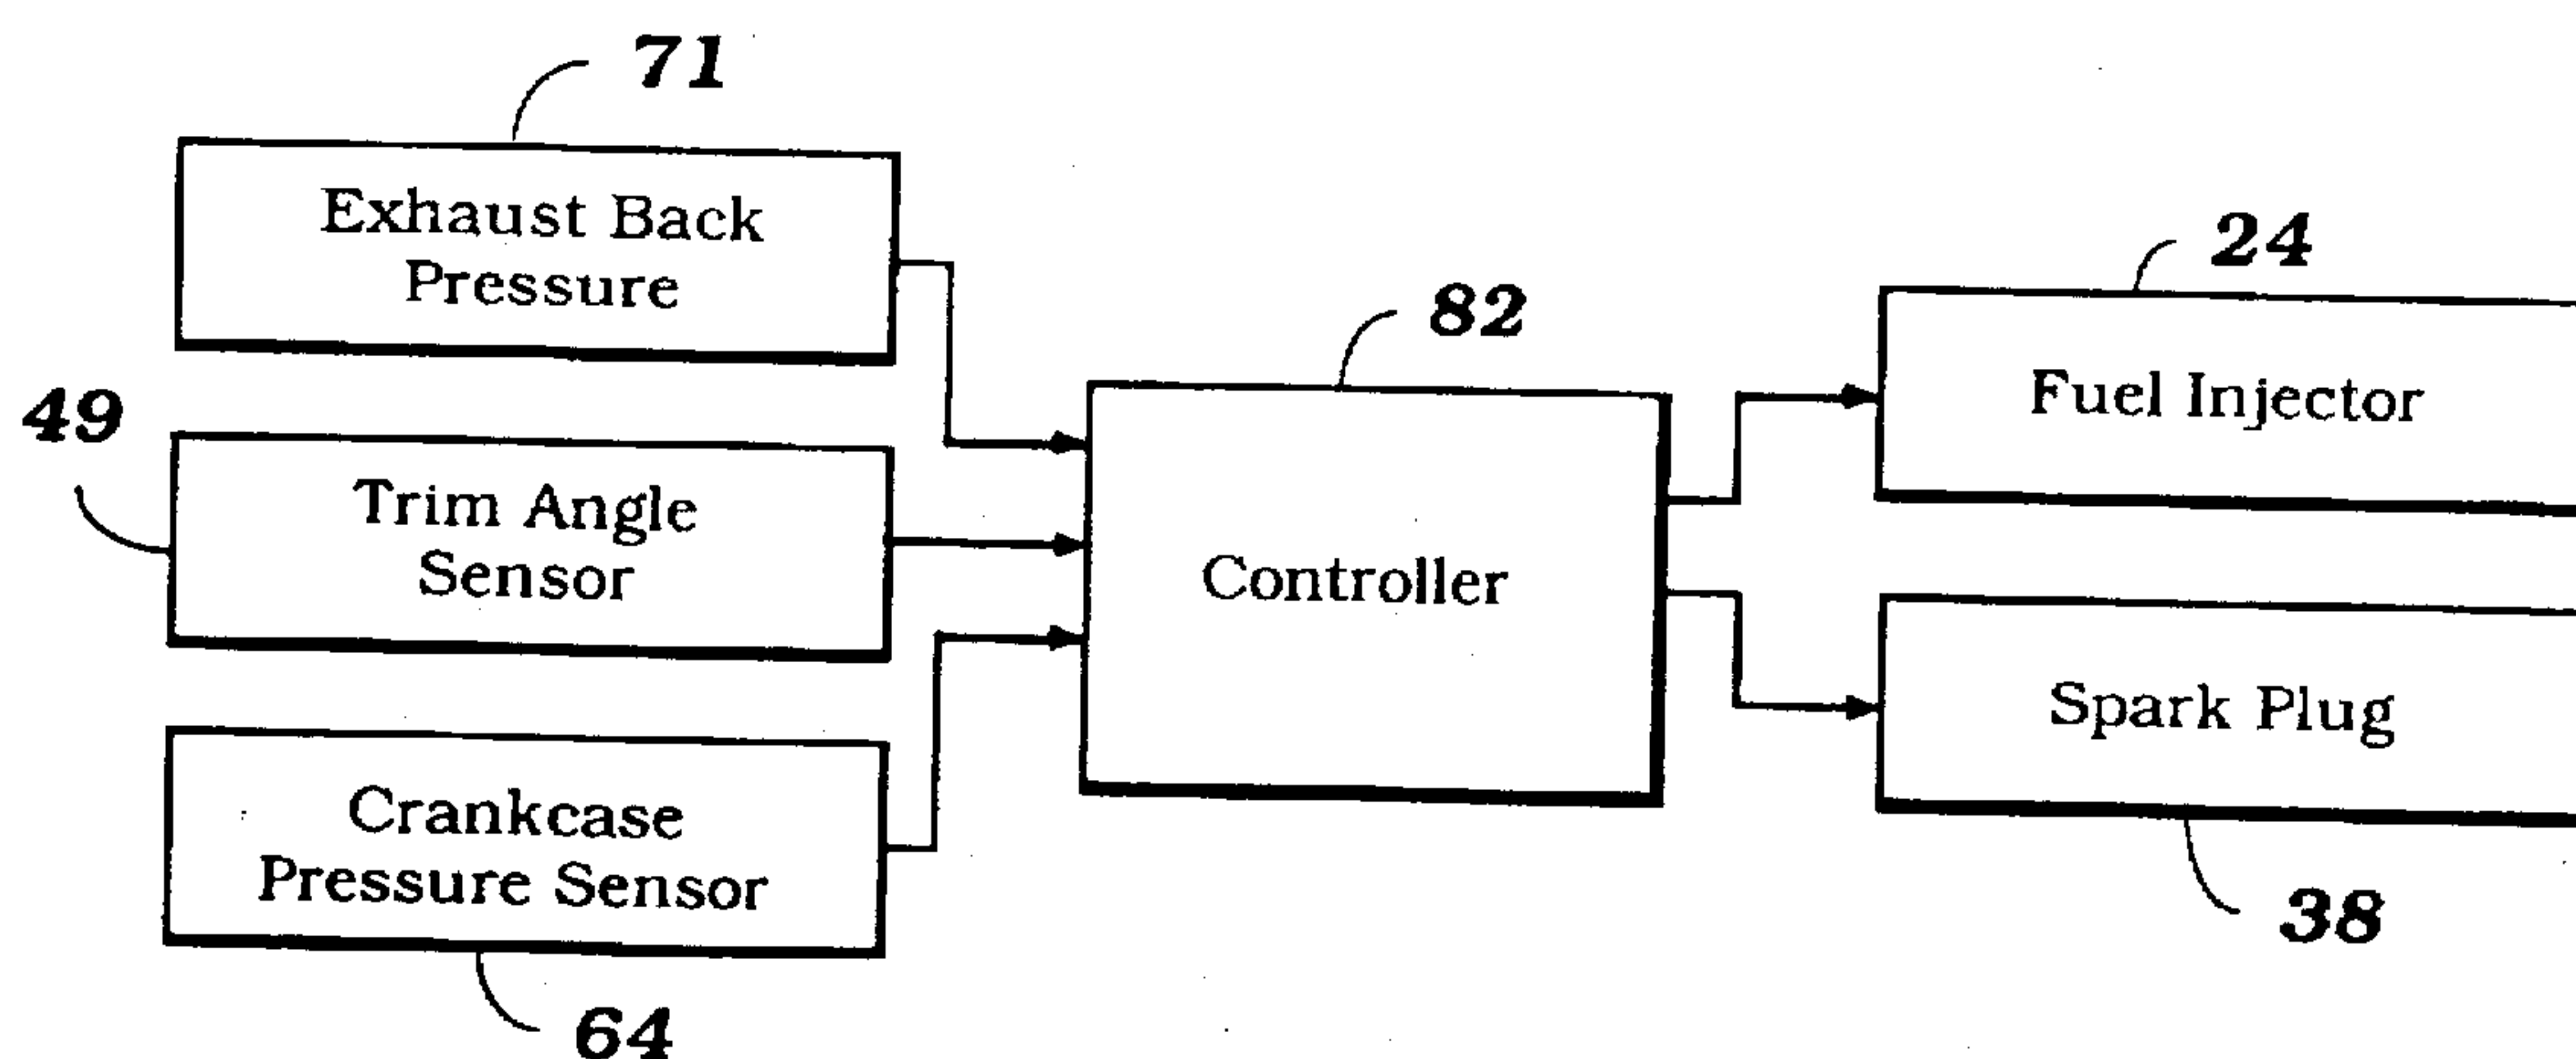 71
Exhaust Back
Pressure
49
Trim Angle
Sensor
Crankcase
Pressure Sensor
64
82
Controller
24
Fuel Injector
Spark Plug
38